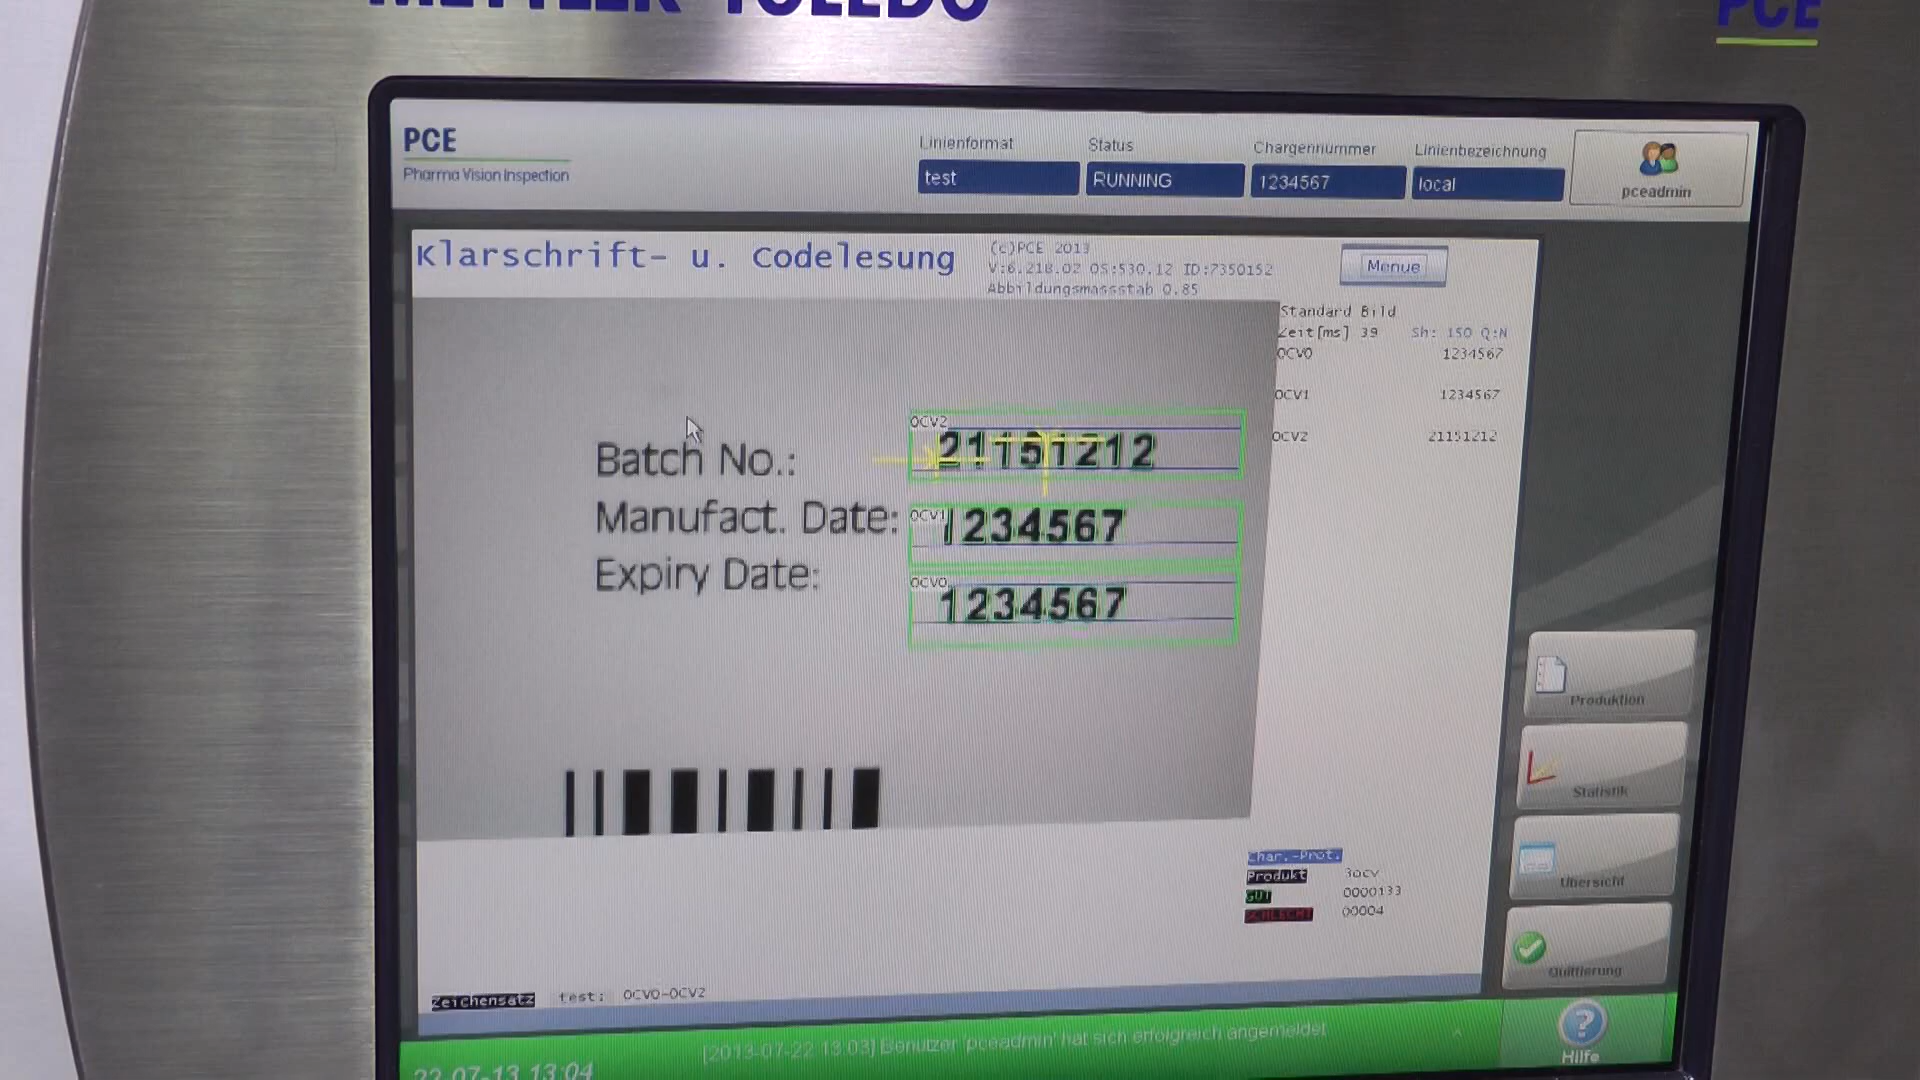 METTLER TOLEDO
PCE
PCE
Pharma Vision Inspection
Linienformat
test
Status
RUNNING
Chargennummer
1234567
Linienbezeichnung
local
pceadmin
Klarschrift- u. Codelesung
(c)PCE 2013
V:6.218.02 OS:530.12 ID:7350152
Abbildungsmassstab 0.85
Menue
Standard Bild
Zeit[ms] 39 Sh: 150 Q:N
OCV0 1234567
OCV1 1234567
OCV2 21151212
OCV2
Batch No.: 21151212
OCV1
Manufact. Date: 1234567
OCV0
Expiry Date: 1234567
Produktion
Statistik
Übersicht
Quittierung
Char.-Prot.
Produkt 3ocv
GUT 0000133
SCHLECHT 00004
Zeichensatz test: OCV0-OCV2
[2013-07-22 13:03] Benutzer 'pceadmin' hat sich erfolgreich angemeldet
22-07-13 13:04
Hilfe